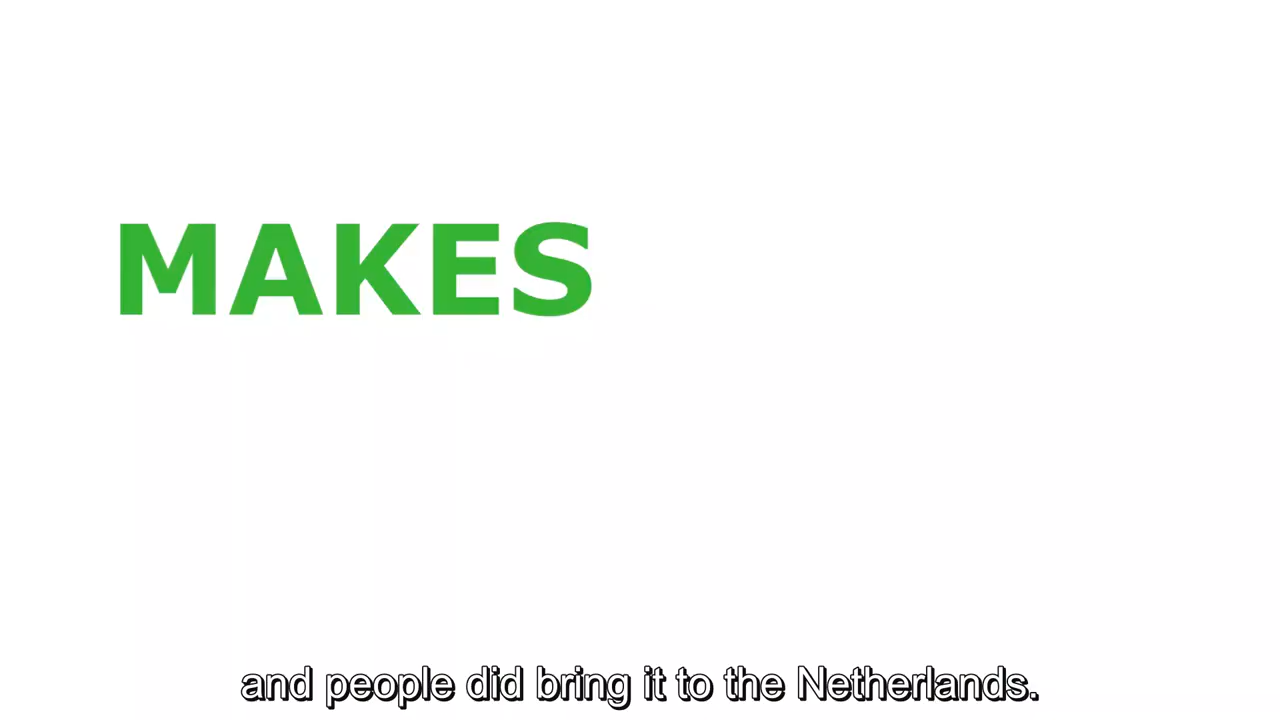 MAKES
and people did bring it to the Netherlands.